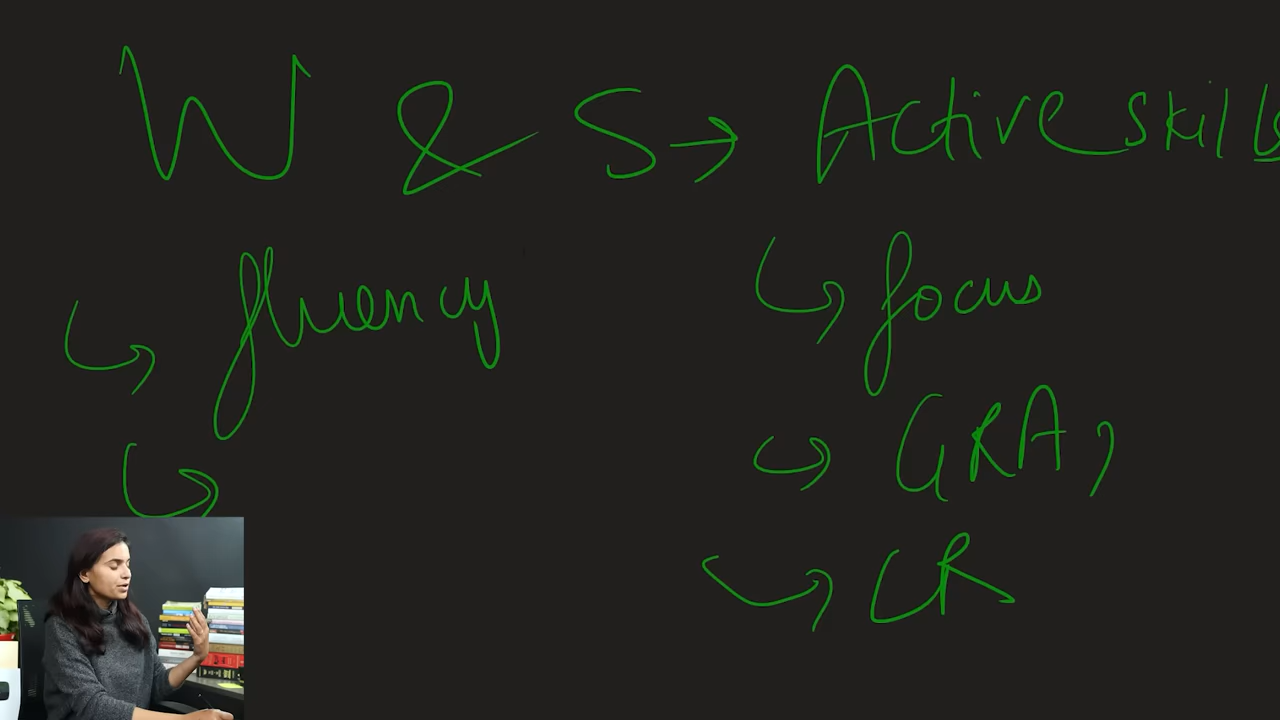 W & S → Active skills
↳ fluency
↳ focus
↳ GRA,
↳ LR